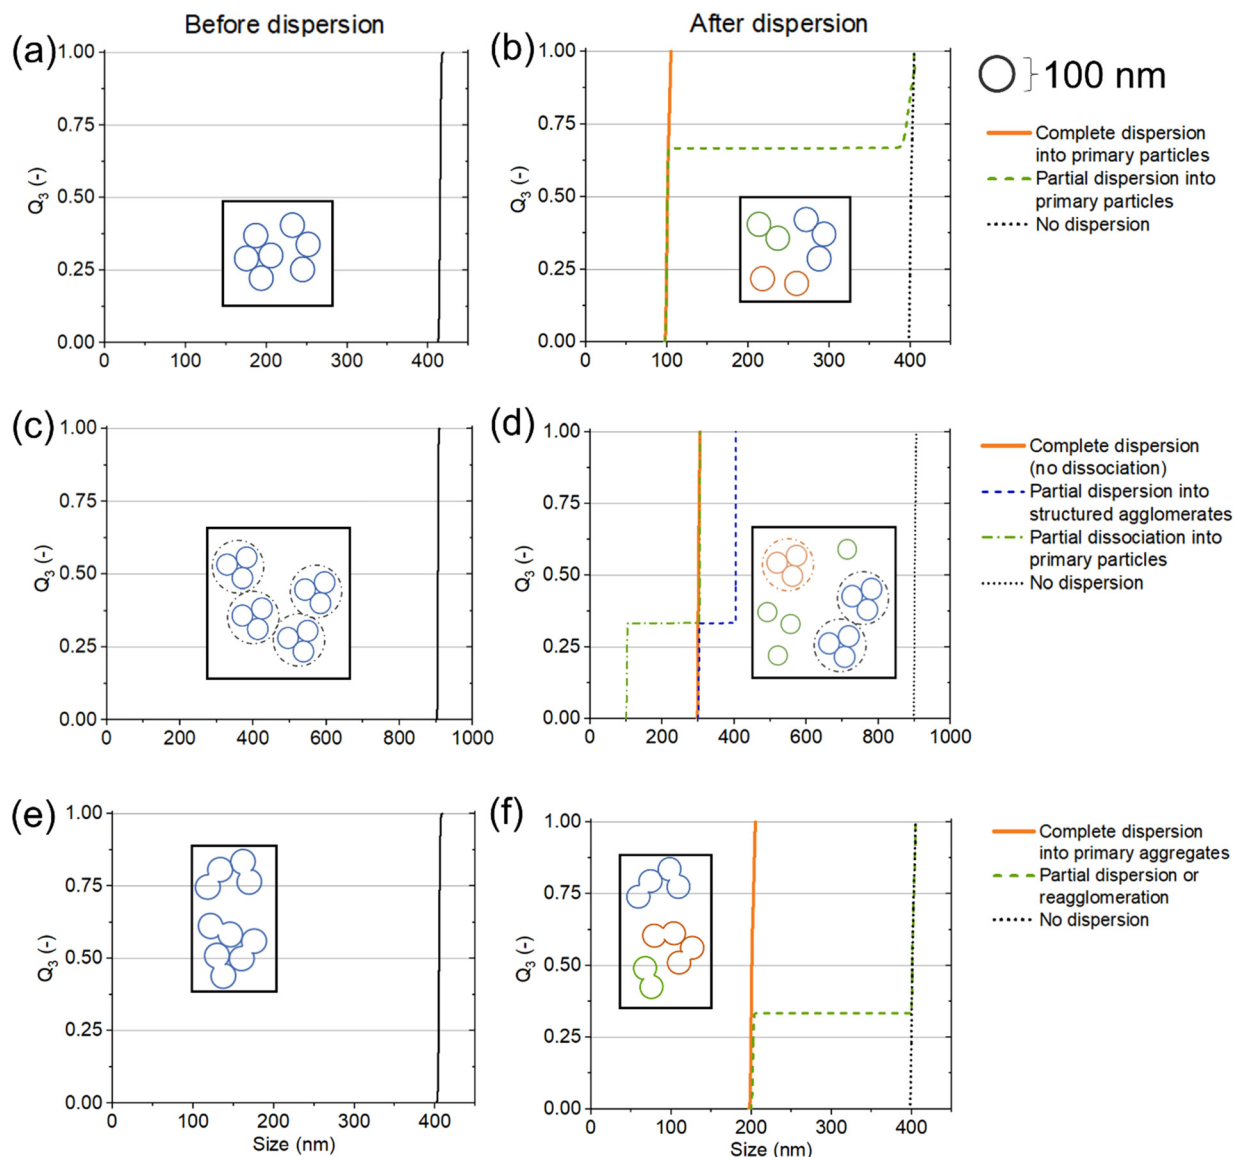 Before dispersion
After dispersion
(a)
1.00
0.75
0.50
0.25
0.00
Q3 (-)
0
100
200
300
400
(b)
1.00
0.75
0.50
0.25
0.00
Q3 (-)
0
100
200
300
400
100 nm
Complete dispersion
into primary particles
Partial dispersion into
primary particles
No dispersion
(c)
1.00
0.75
0.50
0.25
0.00
Q3 (-)
0
200
400
600
800
1000
(d)
1.00
0.75
0.50
0.25
0.00
Q3 (-)
0
200
400
600
800
1000
Complete dispersion
(no dissociation)
Partial dispersion into
structured agglomerates
Partial dissociation into
primary particles
No dispersion
(e)
1.00
0.75
0.50
0.25
0.00
Q3 (-)
0
100
200
300
400
Size (nm)
(f)
1.00
0.75
0.50
0.25
0.00
Q3 (-)
0
100
200
300
400
Size (nm)
Complete dispersion
into primary aggregates
Partial dispersion or
reagglomeration
No dispersion